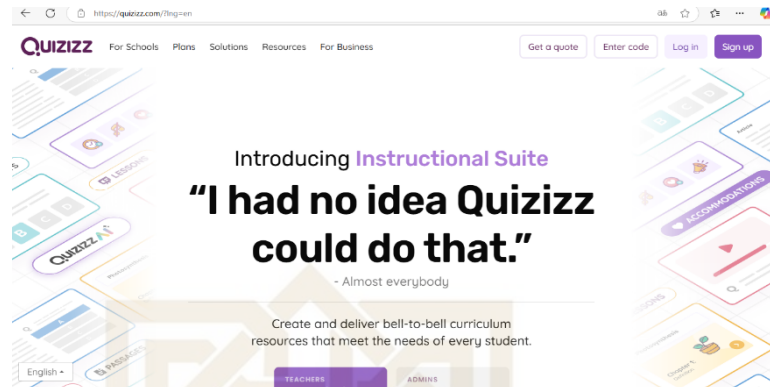 https://quizizz.com/?lng=en
QUIZIZZ For Schools Plans Solutions Resources For Business Get a quote Enter code Log in Sign up
Introducing Instructional Suite
“I had no idea Quizizz
could do that.”
- Almost everybody
Create and deliver bell-to-bell curriculum
resources that meet the needs of every student.
TEACHERS ADMINS
English
LESSONS
QUIZIZZ AI
B PASSAGES
B C D
ACCOMMODATIONS